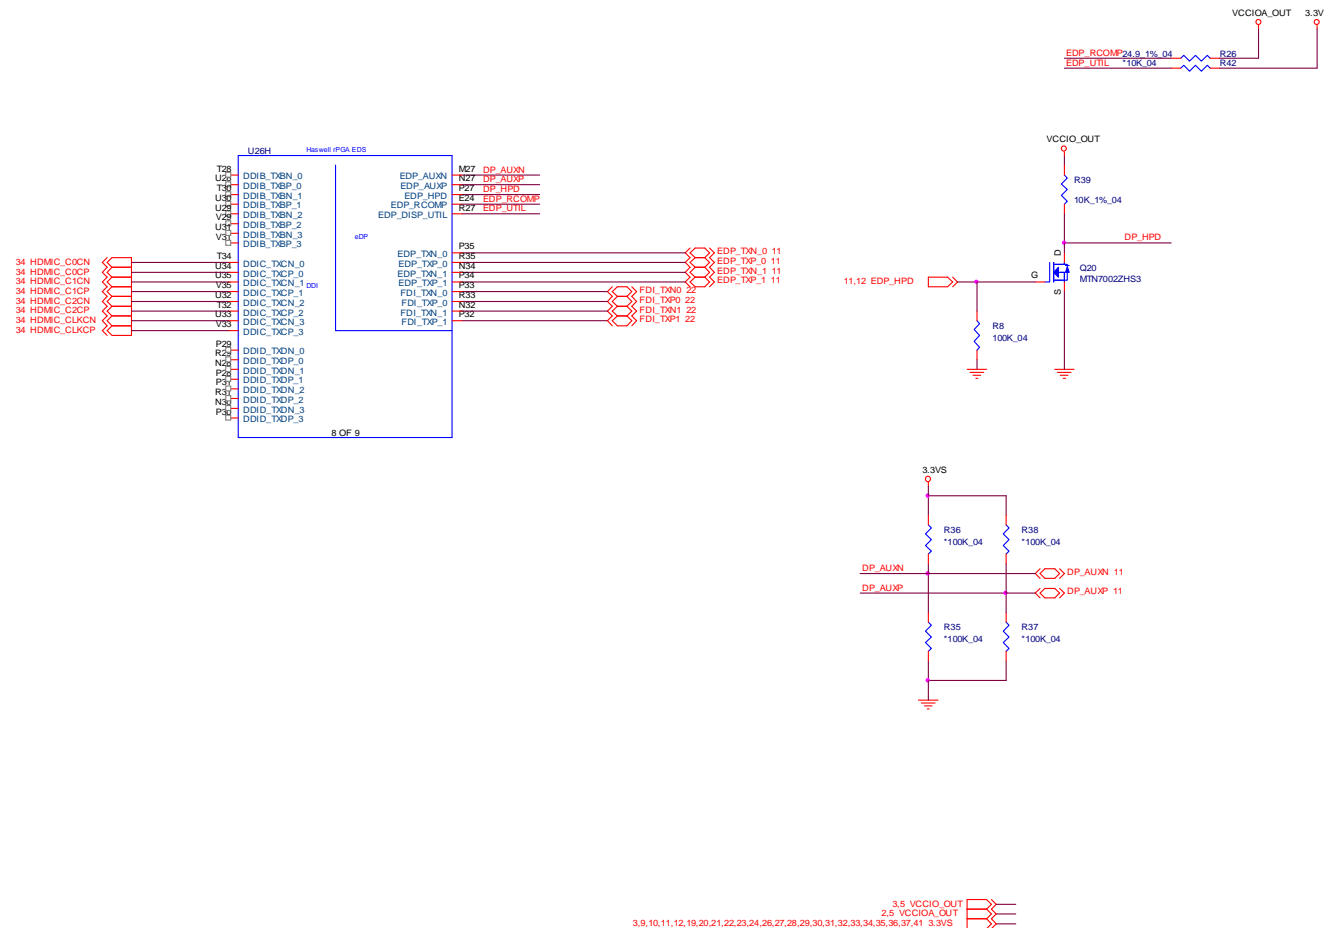 VCCIOA_OUT 3.3V
EDP_RCOMP 24.9_1%_04 R26
EDP_UTIL *10K_04 R42
VCCIO_OUT
R39
10K_1%_04
DP_HPD
D
Q20
MTN7002ZHS3
G
S
11,12 EDP_HPD
R8
100K_04
U26H Haswell rPGA EDS
T28 DDIB_TXBN_0
DDIB_TXBP_0
T30 DDIB_TXBN_1
U30 DDIB_TXBP_1
U29 DDIB_TXBN_2
V29 DDIB_TXBP_2
U31 DDIB_TXBN_3
V31 DDIB_TXBP_3
EDP_AUXN M27 DP_AUXN
EDP_AUXP N27 DP_AUXP
EDP_HPD P27 DP_HPD
EDP_RCOMP E24 EDP_RCOMP
EDP_DISP_UTIL R27 EDP_UTIL
eDP
DDI
34 HDMIC_C0CN T34 DDIC_TXCN_0
34 HDMIC_C0CP U34 DDIC_TXCP_0
34 HDMIC_C1CN U35 DDIC_TXCN_1
34 HDMIC_C1CP V35 DDIC_TXCP_1
34 HDMIC_C2CN U32 DDIC_TXCN_2
34 HDMIC_C2CP T32 DDIC_TXCP_2
34 HDMIC_CLKCN U33 DDIC_TXCN_3
34 HDMIC_CLKCP V33 DDIC_TXCP_3
EDP_TXN_0 P35 EDP_TXN_0 11
EDP_TXP_0 R35 EDP_TXP_0 11
EDP_TXN_1 N34 EDP_TXN_1 11
EDP_TXP_1 P34 EDP_TXP_1 11
FDI_TXN_0 P33 FDI_TXN0 22
FDI_TXP_0 R33 FDI_TXP0 22
FDI_TXN_1 N32 FDI_TXN1 22
FDI_TXP_1 P32 FDI_TXP1 22
P29 DDID_TXDN_0
R29 DDID_TXDP_0
N28 DDID_TXDN_1
P28 DDID_TXDP_1
P31 DDID_TXDN_2
R31 DDID_TXDP_2
N30 DDID_TXDN_3
P30 DDID_TXDP_3
8 OF 9
3.3VS
R36
*100K_04
R38
*100K_04
DP_AUXN DP_AUXN 11
DP_AUXP DP_AUXP 11
R35
*100K_04
R37
*100K_04
3,5 VCCIO_OUT
2,5 VCCIOA_OUT
3,9,10,11,12,19,20,21,22,23,24,26,27,28,29,30,31,32,33,34,35,36,37,41 3.3VS